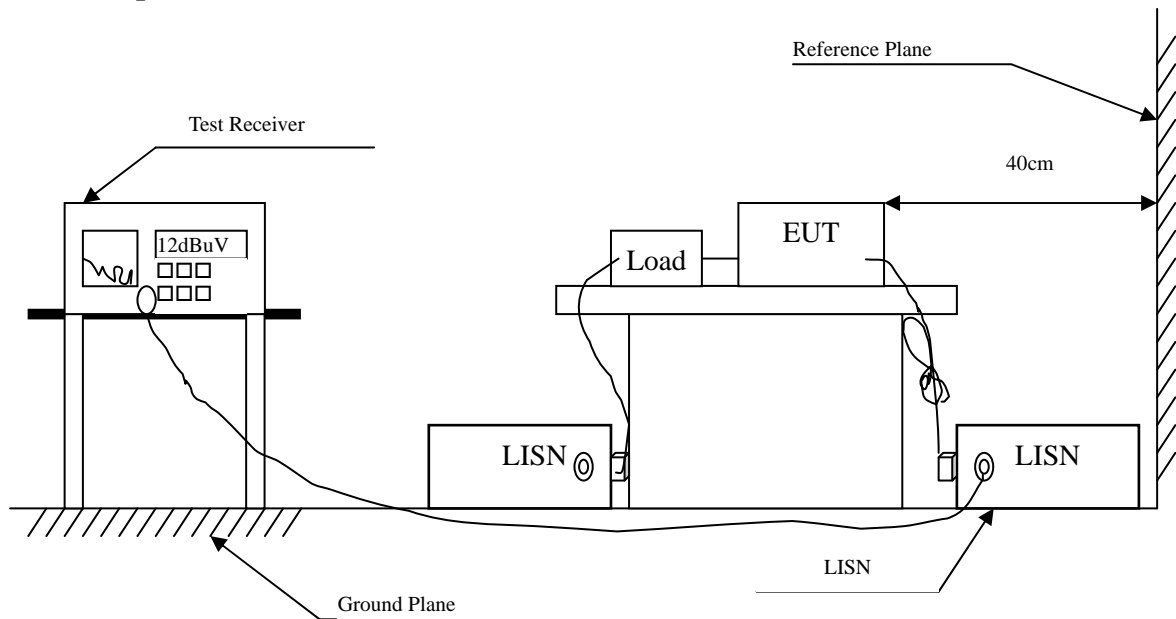 Reference Plane
Test Receiver
40cm
12dBuV
EUT
Load
LISN
LISN
LISN
Ground Plane